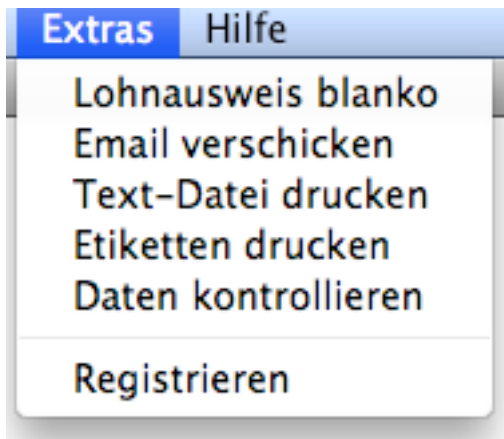 Extras Hilfe
Lohnausweis blanko
Email verschicken
Text-Datei drucken
Etiketten drucken
Daten kontrollieren
Registrieren